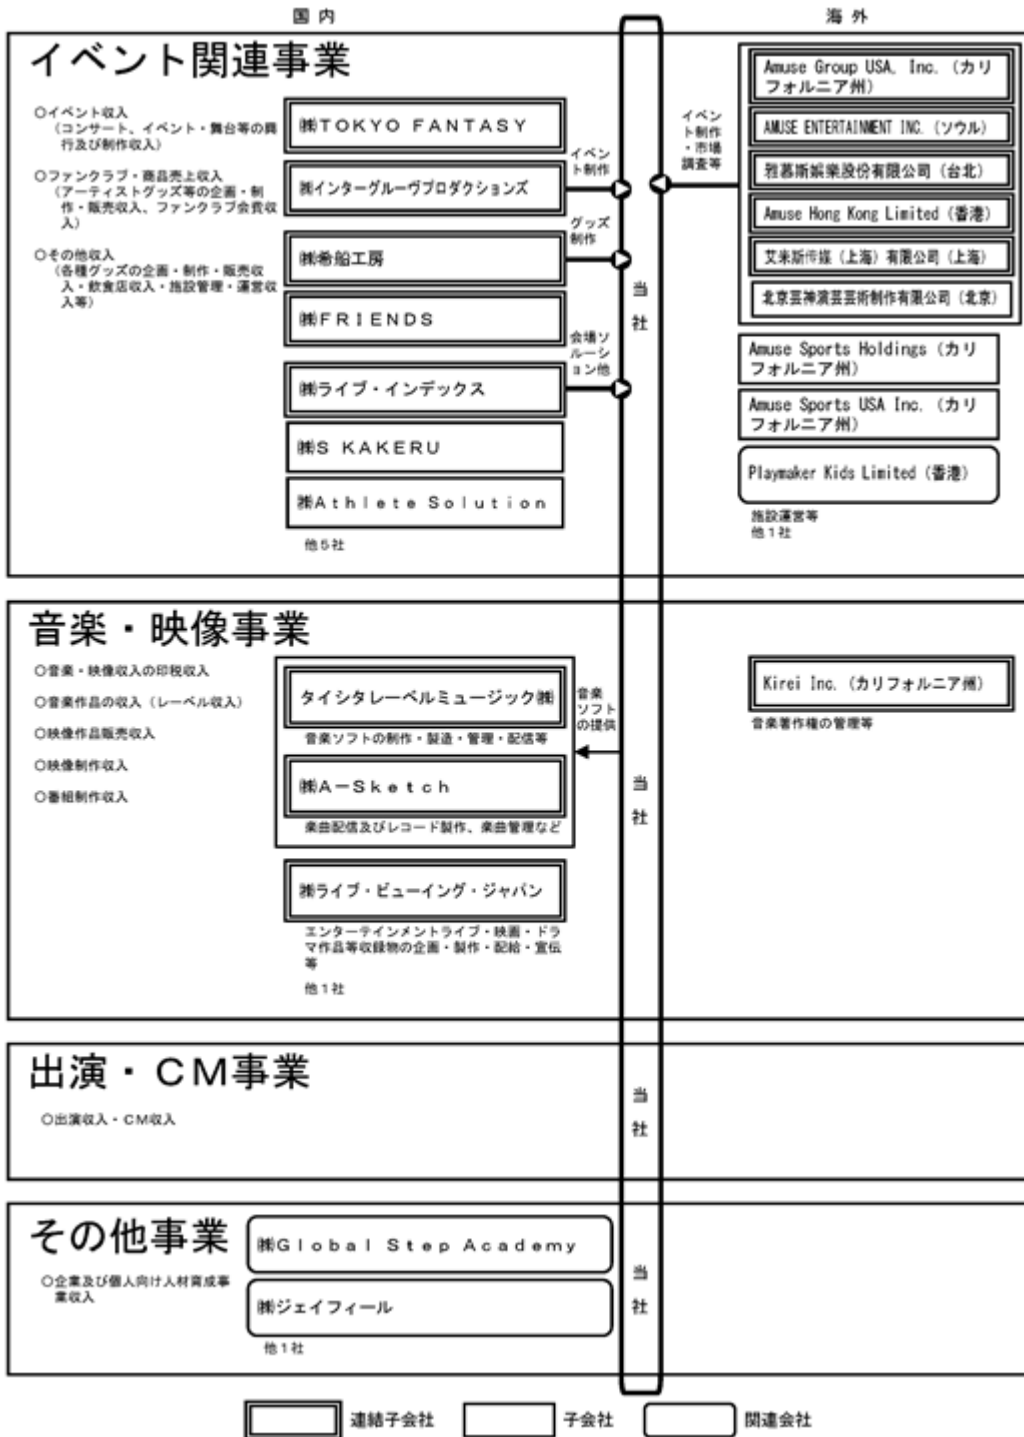 国 内
海 外
イベント関連事業
○イベント収入
（コンサート、イベント・舞台等の興
行及び制作収入）
○ファンクラブ・商品売上収入
（アーティストグッズ等の企画・制
作・販売収入、ファンクラブ会費収
入）
○その他収入
（各種グッズの企画・制作・販売収
入・飲食店収入・施設管理・運営収
入等）
㈱TOKYO FANTASY
㈱インターグルーヴプロダクションズ
㈱希船工房
㈱FRIENDS
㈱ライブ・インデックス
㈱S KAKERU
㈱Athlete Solution
他5社
イベン
ト制作
グッズ
制作
会場ソ
ルーシ
ョン他
当
社
イベン
ト制作
・市場
調査等
Amuse Group USA, Inc.（カリ
フォルニア州）
AMUSE ENTERTAINMENT INC.（ソウル）
雅慕斯娯樂股份有限公司（台北）
Amuse Hong Kong Limited（香港）
艾米斯传媒（上海）有限公司（上海）
北京芸神演芸芸術制作有限公司（北京）
Amuse Sports Holdings（カリ
フォルニア州）
Amuse Sports USA Inc.（カリ
フォルニア州）
Playmaker Kids Limited（香港）
施設運営等
他1社
音楽・映像事業
○音楽・映像収入の印税収入
○音楽作品の収入（レーベル収入）
○映像作品販売収入
○映像制作収入
○番組制作収入
タイシタレーベルミュージック㈱
音楽ソフトの制作・製造・管理・配信等
㈱A－Sketch
楽曲配信及びレコード製作、楽曲管理など
㈱ライブ・ビューイング・ジャパン
エンターテインメントライブ・映画・ドラ
マ作品等収録物の企画・製作・配給・宣伝
等
他1社
音楽
ソフト
の提供
当
社
Kirei Inc.（カリフォルニア州）
音楽著作権の管理等
出演・CM事業
○出演収入・CM収入
当
社
その他事業
○企業及び個人向け人材育成事
業収入
㈱Global Step Academy
㈱ジェイフィール
他1社
当
社
連結子会社
子会社
関連会社